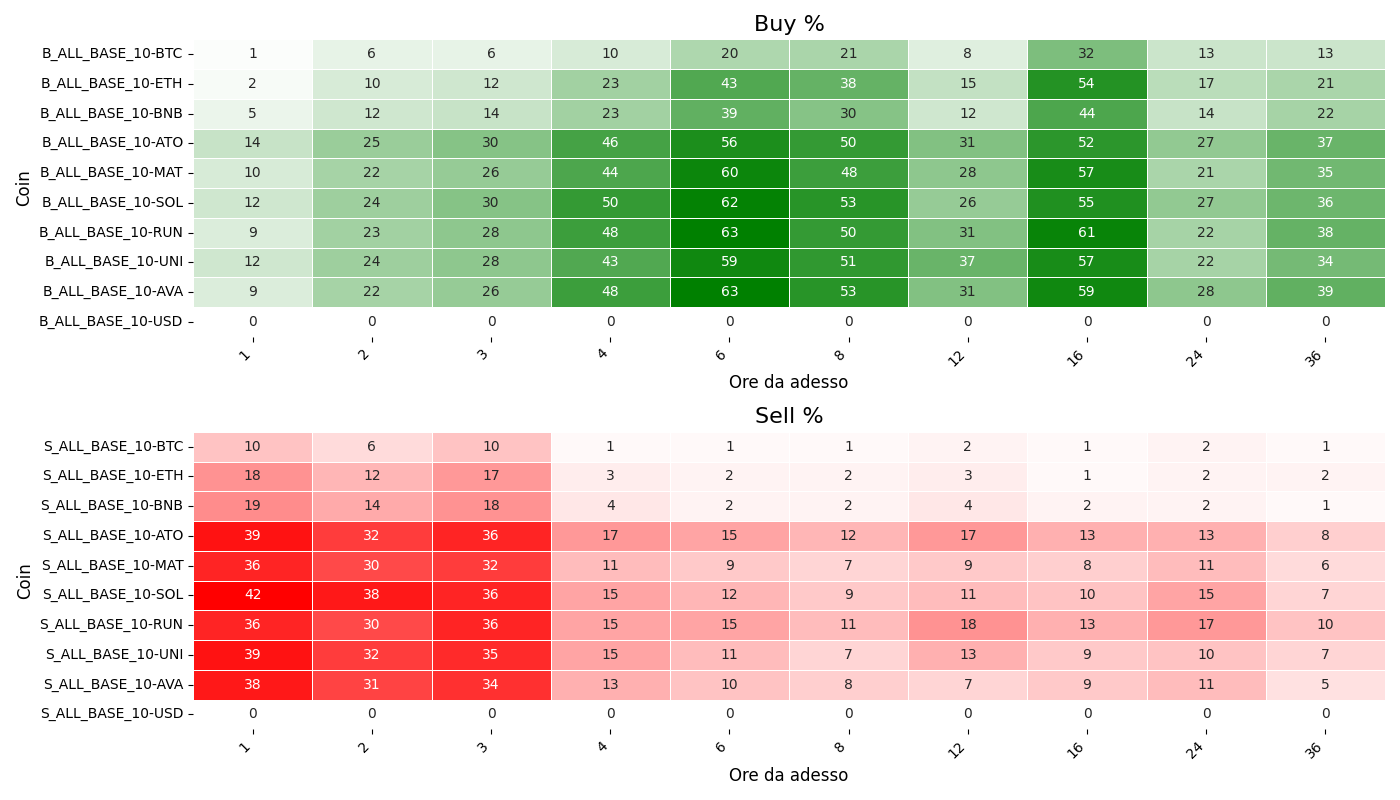 Buy %
Coin
B_ALL_BASE_10-BTC 1 6 6 10 20 21 8 32 13 13
B_ALL_BASE_10-ETH 2 10 12 23 43 38 15 54 17 21
B_ALL_BASE_10-BNB 5 12 14 23 39 30 12 44 14 22
B_ALL_BASE_10-ATO 14 25 30 46 56 50 31 52 27 37
B_ALL_BASE_10-MAT 10 22 26 44 60 48 28 57 21 35
B_ALL_BASE_10-SOL 12 24 30 50 62 53 26 55 27 36
B_ALL_BASE_10-RUN 9 23 28 48 63 50 31 61 22 38
B_ALL_BASE_10-UNI 12 24 28 43 59 51 37 57 22 34
B_ALL_BASE_10-AVA 9 22 26 48 63 53 31 59 28 39
B_ALL_BASE_10-USD 0 0 0 0 0 0 0 0 0 0
1 2 3 4 6 8 12 16 24 36
Ore da adesso
Sell %
Coin
S_ALL_BASE_10-BTC 10 6 10 1 1 1 2 1 2 1
S_ALL_BASE_10-ETH 18 12 17 3 2 2 3 1 2 2
S_ALL_BASE_10-BNB 19 14 18 4 2 2 4 2 2 1
S_ALL_BASE_10-ATO 39 32 36 17 15 12 17 13 13 8
S_ALL_BASE_10-MAT 36 30 32 11 9 7 9 8 11 6
S_ALL_BASE_10-SOL 42 38 36 15 12 9 11 10 15 7
S_ALL_BASE_10-RUN 36 30 36 15 15 11 18 13 17 10
S_ALL_BASE_10-UNI 39 32 35 15 11 7 13 9 10 7
S_ALL_BASE_10-AVA 38 31 34 13 10 8 7 9 11 5
S_ALL_BASE_10-USD 0 0 0 0 0 0 0 0 0 0
1 2 3 4 6 8 12 16 24 36
Ore da adesso